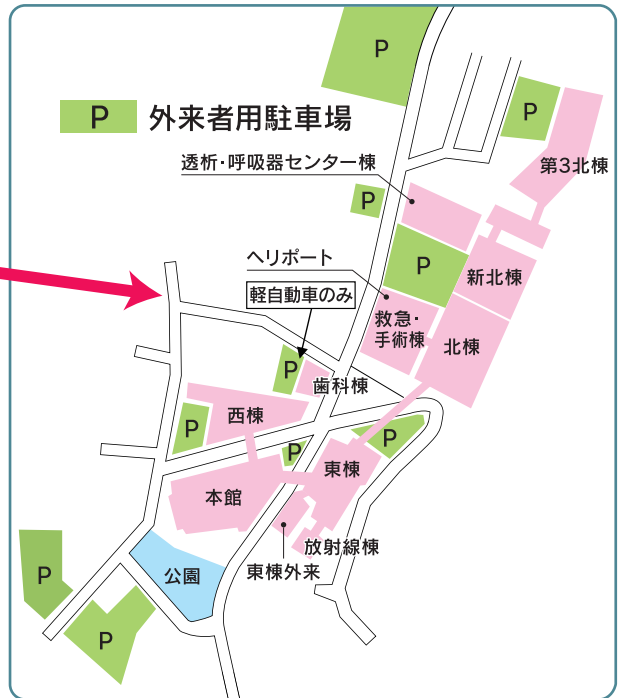 P
P 外来者用駐車場
P
第3北棟
透析・呼吸器センター棟
P
ヘリポート
P
新北棟
軽自動車のみ
救急・
手術棟
北棟
P
歯科棟
西棟
P
P
P
東棟
本館
放射線棟
東棟外来
公園
P
P